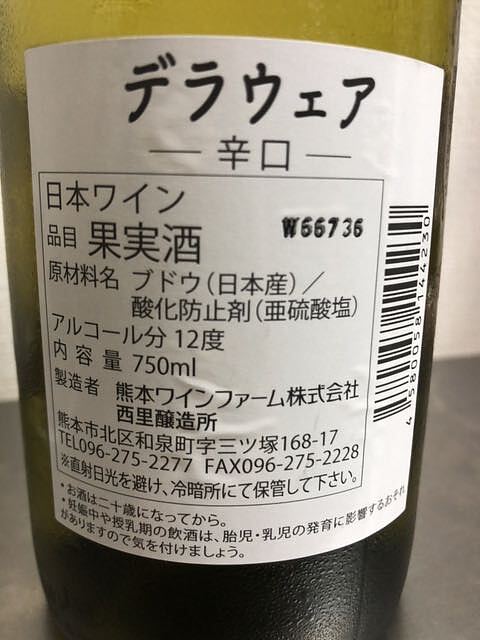 デラウェア
— 辛口 —
日本ワイン
品目 果実酒 W66736
原材料名 ブドウ(日本産)/
酸化防止剤(亜硫酸塩)
アルコール分 12度
内容量 750ml
製造者 熊本ワインファーム株式会社
西里醸造所
熊本市北区和泉町字三ツ塚168-17
TEL096-275-2277 FAX096-275-2228
※直射日光を避け、冷暗所にて保管して下さい。
・お酒は二十歳になってから。
・妊娠中や授乳期の飲酒は、胎児・乳児の発育に影響するおそれ
がありますので気を付けましょう。
4580058144230